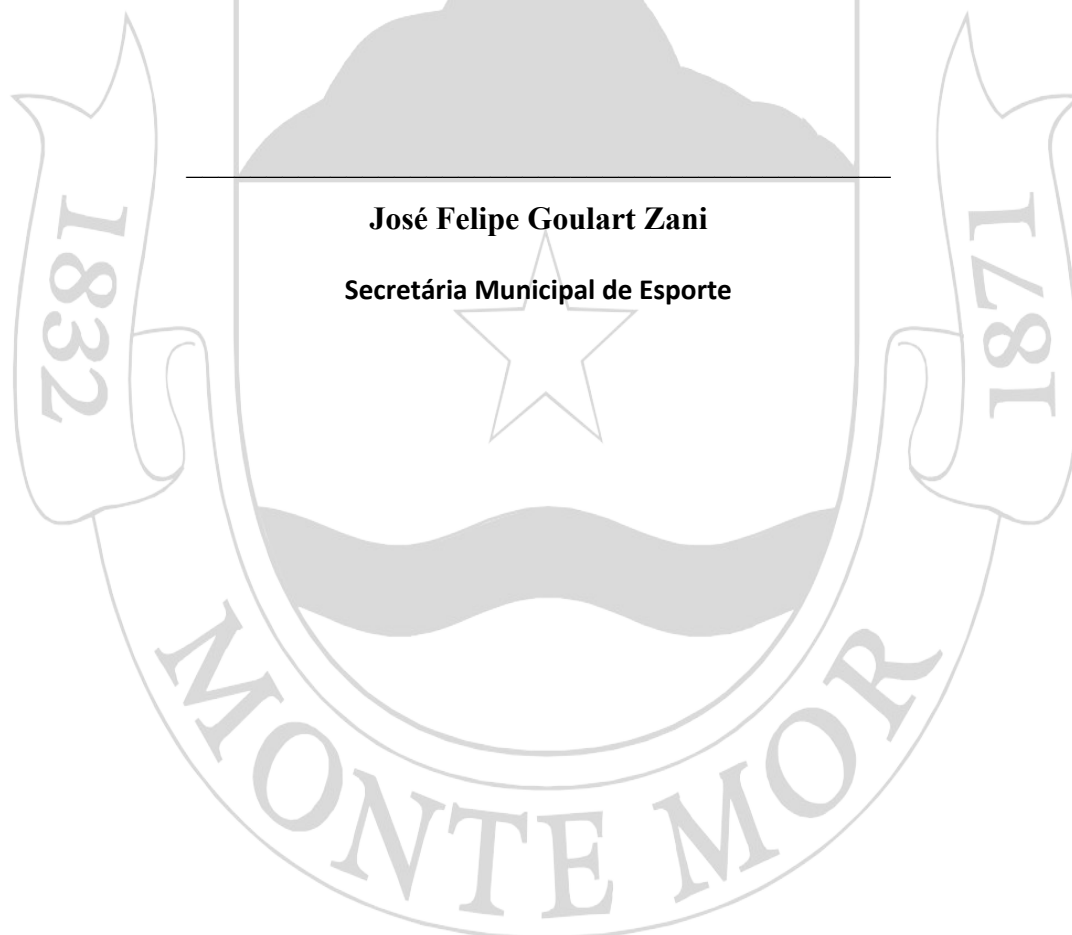 José Felipe Goulart Zani
Secretária Municipal de Esporte
1832
1871
MONTE MOR